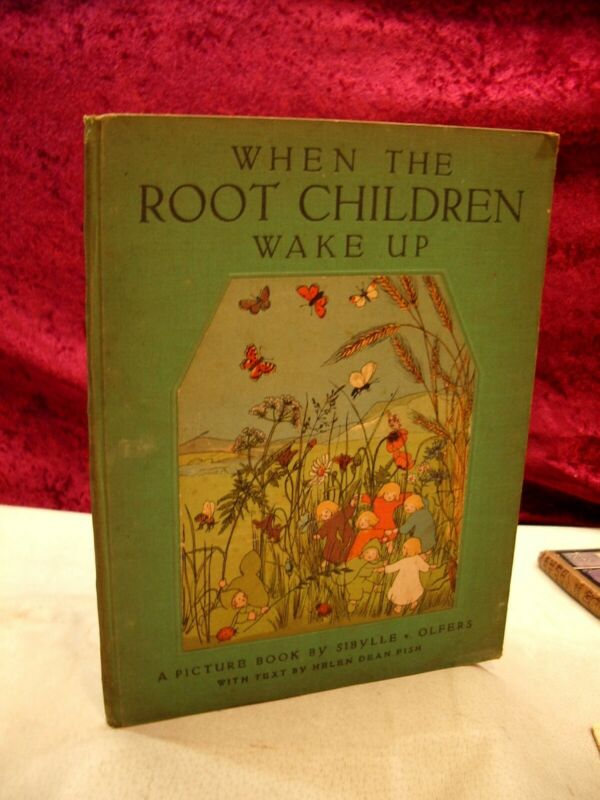 WHEN THE
ROOT CHILDREN
WAKE UP
A PICTURE BOOK BY SIBYLLE v. OLFERS
WITH TEXT BY HELEN DEAN FISH